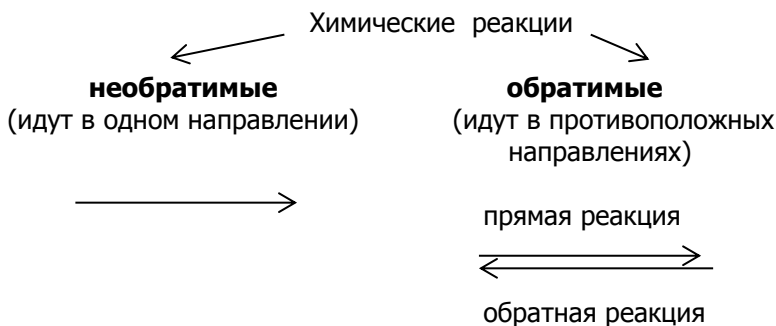 Химические реакции
необратимые
(идут в одном направлении)
обратимые
(идут в противоположных
направлениях)
прямая реакция
обратная реакция